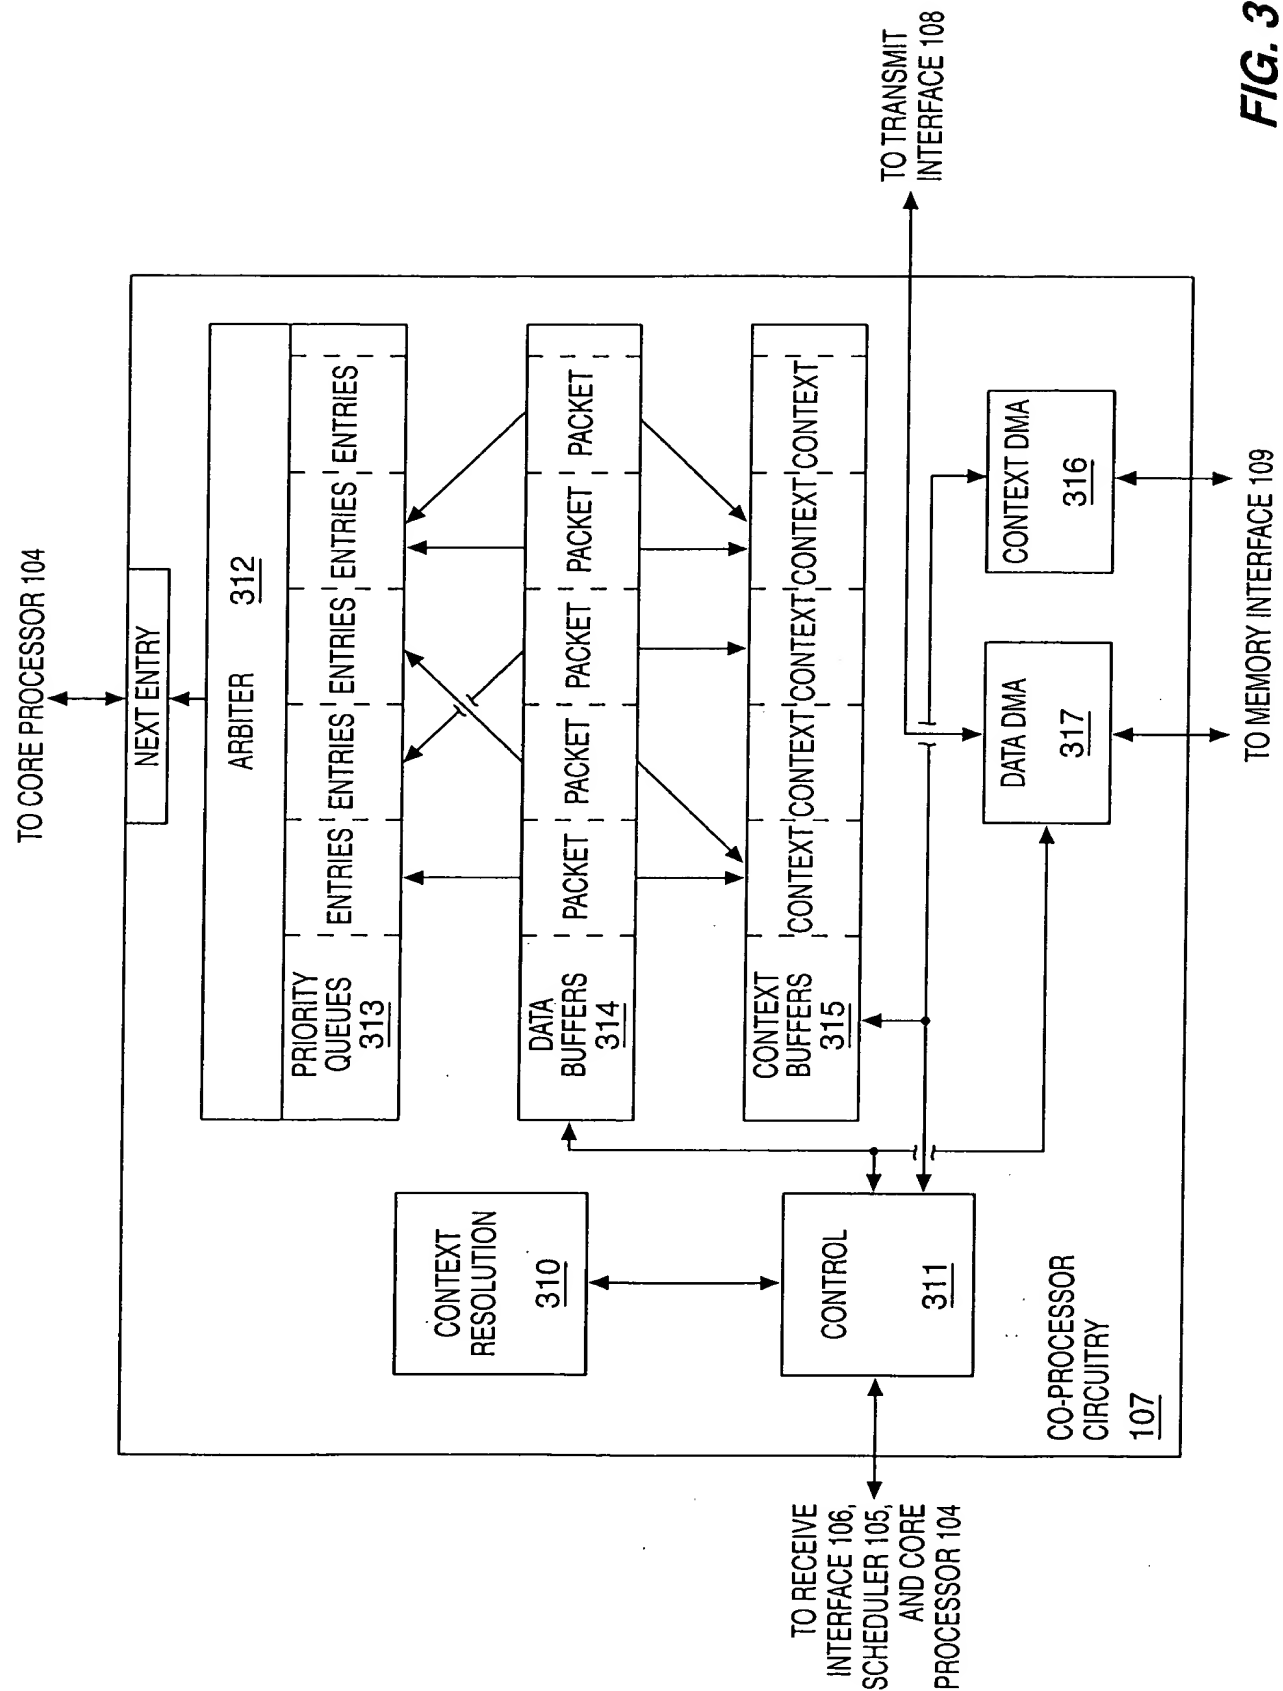 TO CORE PROCESSOR 104
NEXT ENTRY
ARBITER
312
PRIORITY
QUEUES
313
ENTRIES
ENTRIES
ENTRIES
ENTRIES
ENTRIES
DATA
BUFFERS
314
PACKET
PACKET
PACKET
PACKET
PACKET
CONTEXT
BUFFERS
315
CONTEXT
CONTEXT
CONTEXT
CONTEXT
CONTEXT
CONTEXT
RESOLUTION
310
CONTROL
311
TO RECEIVE
INTERFACE 106,
SCHEDULER 105,
AND CORE
PROCESSOR 104
TO TRANSMIT
INTERFACE 108
DATA DMA
317
CONTEXT DMA
316
CO-PROCESSOR
CIRCUITRY
107
TO MEMORY INTERFACE 109
FIG. 3